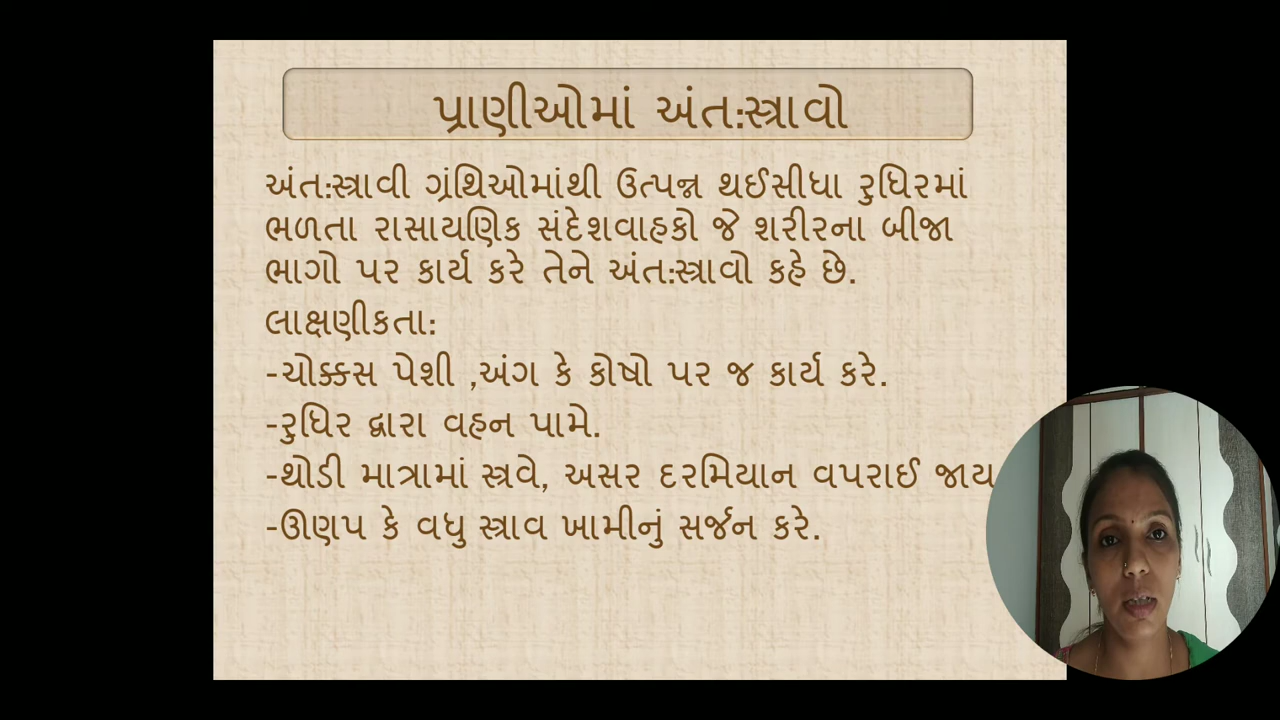 પ્રાણીઓમાં અંત:સ્ત્રાવો
અંત:સ્ત્રાવી ગ્રંથિઓમાંથી ઉત્પન્ન થઈસીધા રુધિરમાં
ભળતા રાસાયણિક સંદેશવાહકો જે શરીરના બીજા
ભાગો પર કાર્ય કરે તેને અંત:સ્ત્રાવો કહે છે.
લાક્ષણીકતા:
-ચોક્કસ પેશી ,અંગ કે કોષો પર જ કાર્ય કરે.
-રુધિર દ્વારા વહન પામે.
-થોડી માત્રામાં સ્ત્રવે, અસર દરમિયાન વપરાઈ જાય
-ઊણપ કે વધુ સ્ત્રાવ ખામીનું સર્જન કરે.